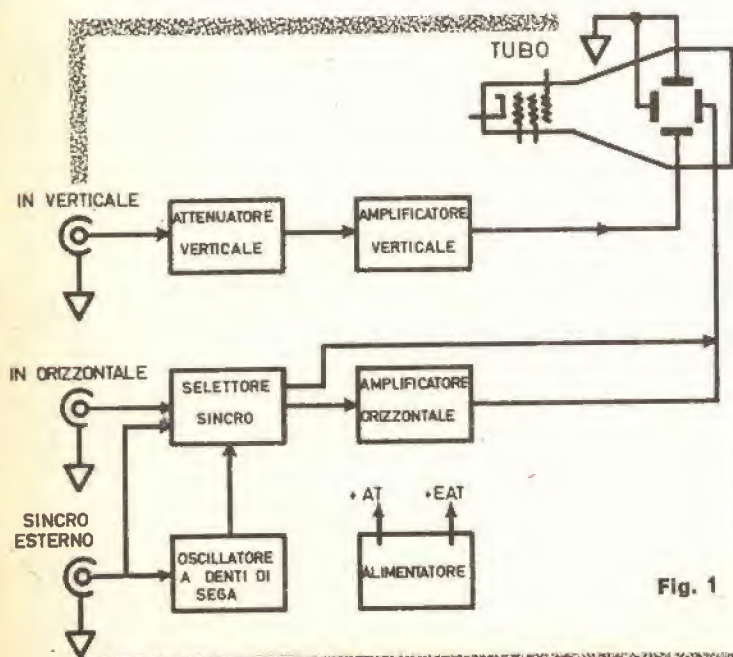 TUBO
IN VERTICALE
ATTENUATORE
VERTICALE
AMPLIFICATORE
VERTICALE
IN ORIZZONTALE
SELETTORE
SINCRO
AMPLIFICATORE
ORIZZONTALE
SINCRO
ESTERNO
OSCILLATORE
A DENTI DI
SEGA
+ AT
+EAT
ALIMENTATORE
Fig. 1